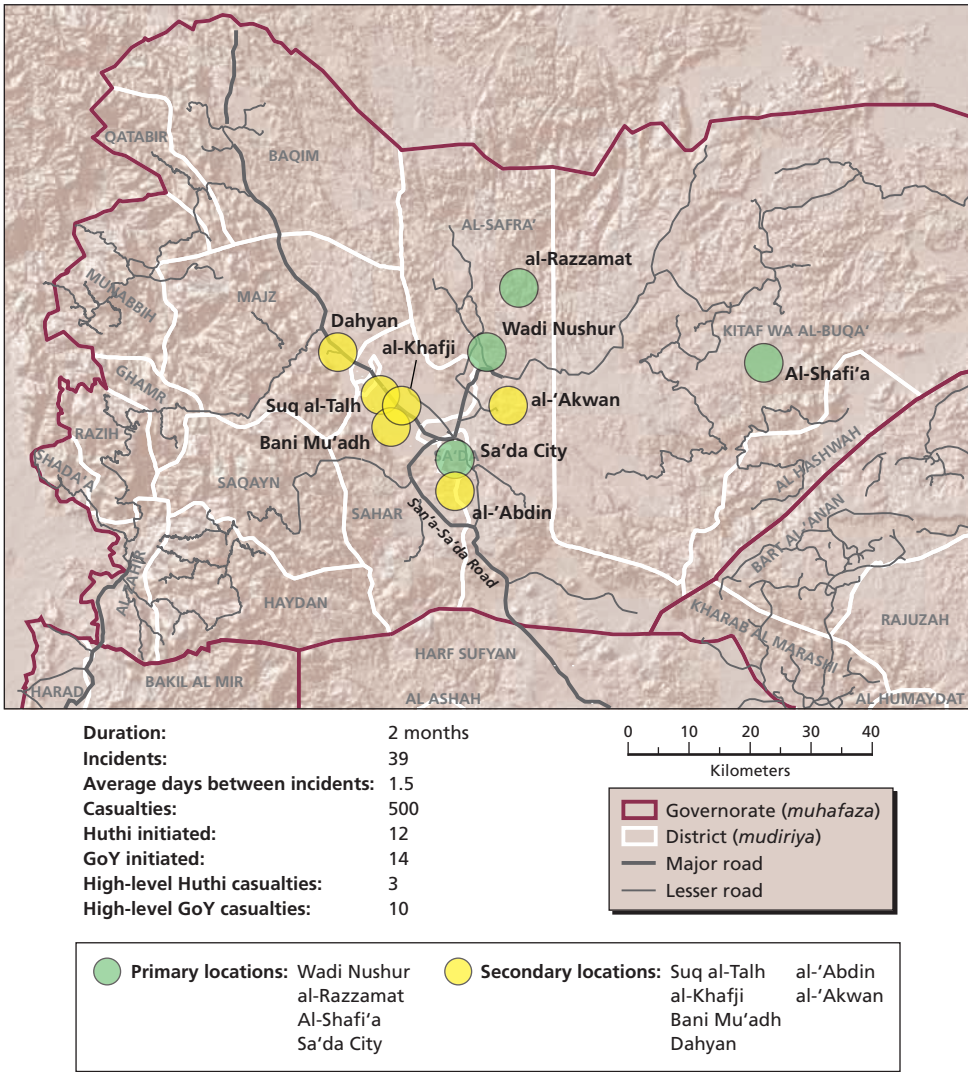 QATABIR
BAQIM
AL-SAFRA'
al-Razzamat
MUNABBIH
MAJZ
Dahyan
Wadi Nushur
al-Khafji
KITAF WA AL-BUQA'
Al-Shafi'a
GHAMR
Suq al-Talh
al-'Akwan
Bani Mu'adh
RAZIH
SA'DA
Sa'da City
SHADA'A
SAQAYN
AL HASHWAH
SAHAR
al-'Abdin
San'a-Sa'da Road
BART AL 'ANAN
AL ZAHIR
HAYDAN
KHARAB AL MARASHI
RAJUZAH
HARF SUFYAN
BAKIL AL MIR
HARAD
AL ASHAH
AL HUMAYDAT
Duration: 2 months
Incidents: 39
Average days between incidents: 1.5
Casualties: 500
Huthi initiated: 12
GoY initiated: 14
High-level Huthi casualties: 3
High-level GoY casualties: 10
0 10 20 30 40
Kilometers
Governorate (muhafaza)
District (mudiriya)
Major road
Lesser road
Primary locations: Wadi Nushur
al-Razzamat
Al-Shafi'a
Sa'da City
Secondary locations: Suq al-Talh al-'Abdin
al-Khafji al-'Akwan
Bani Mu'adh
Dahyan